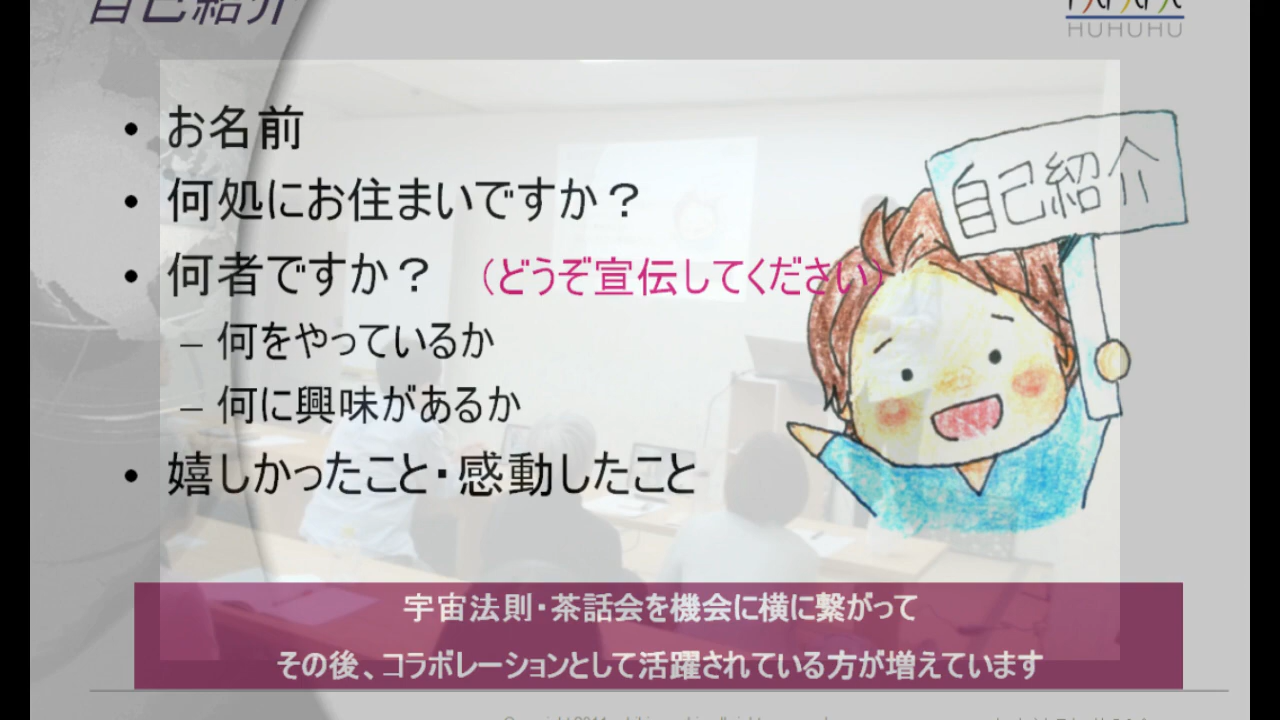 自己紹介
HUHUHU
・お名前
・何処にお住まいですか？
・何者ですか？ （どうぞ宣伝してください）
– 何をやっているか
– 何に興味があるか
・嬉しかったこと・感動したこと
自己紹介
宇宙法則・茶話会を機会に横に繋がって
その後、コラボレーションとして活躍されている方が増えています